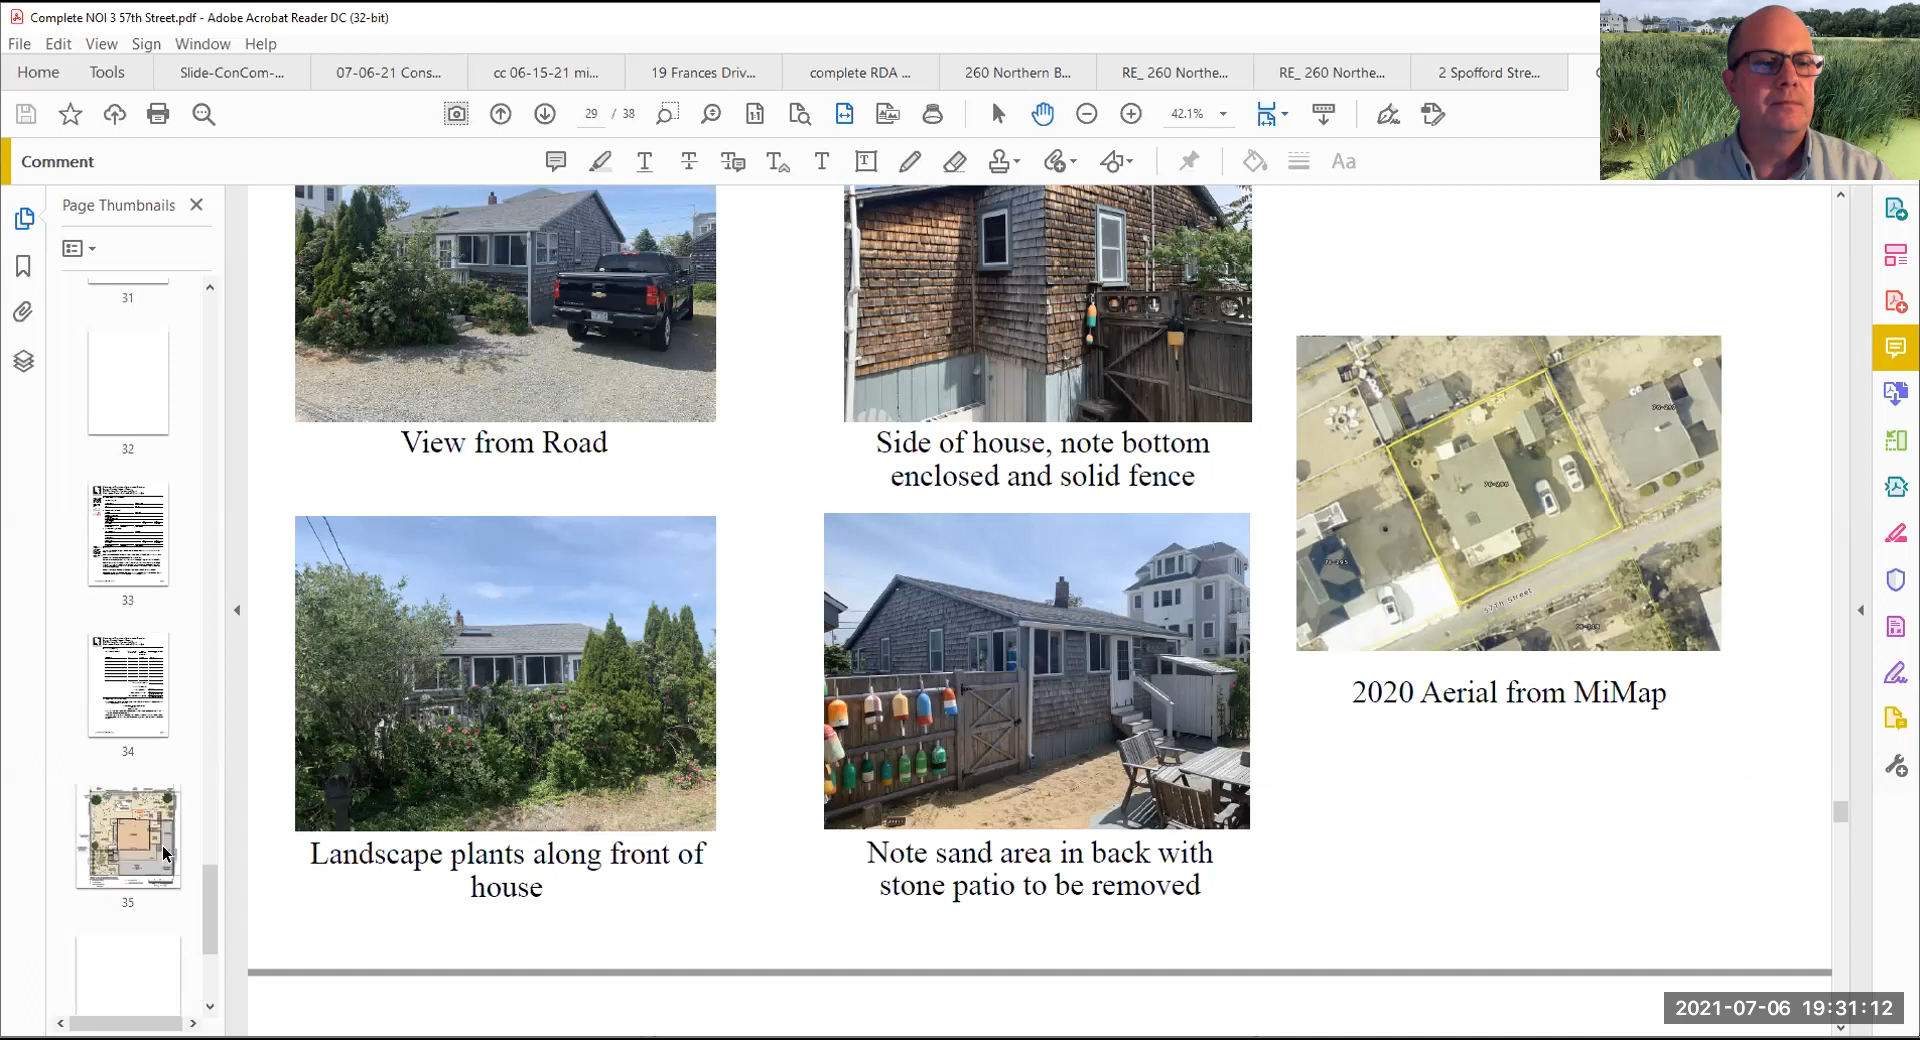 Complete NOI 3 57th Street.pdf - Adobe Acrobat Reader DC (32-bit)
File Edit View Sign Window Help
Home Tools Slide-ConCom-... 07-06-21 Cons... cc 06-15-21 mi... 19 Frances Driv... complete RDA ... 260 Northern B... RE_ 260 Northe... RE_ 260 Northe... 2 Spofford Stre...
29 / 38 42.1%
Comment
Aa
Page Thumbnails
31
32
33
34
35
View from Road
Side of house, note bottom
enclosed and solid fence
57Th Street
2020 Aerial from MiMap
Landscape plants along front of
house
Note sand area in back with
stone patio to be removed
2021-07-06 19:31:12